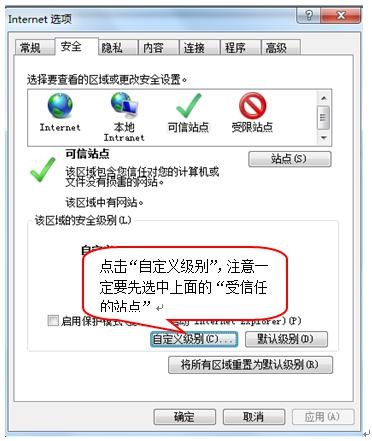 Internet 选项
常规 安全 隐私 内容 连接 程序 高级
选择要查看的区域或更改安全设置。
Internet 本地 Intranet 可信站点 受限站点
可信站点
站点(S)
该区域包含您信任对您的计算机或
文件没有损害的网站。
该区域中有网站。
该区域的安全级别(L)
点击“自定义级别”，注意一
定要先选中上面的“受信任
的站点”
启用保护模式 Internet Explorer)(P)
自定义级别(C)... 默认级别(D)
将所有区域重置为默认级别(R)
确定 取消 应用(A)